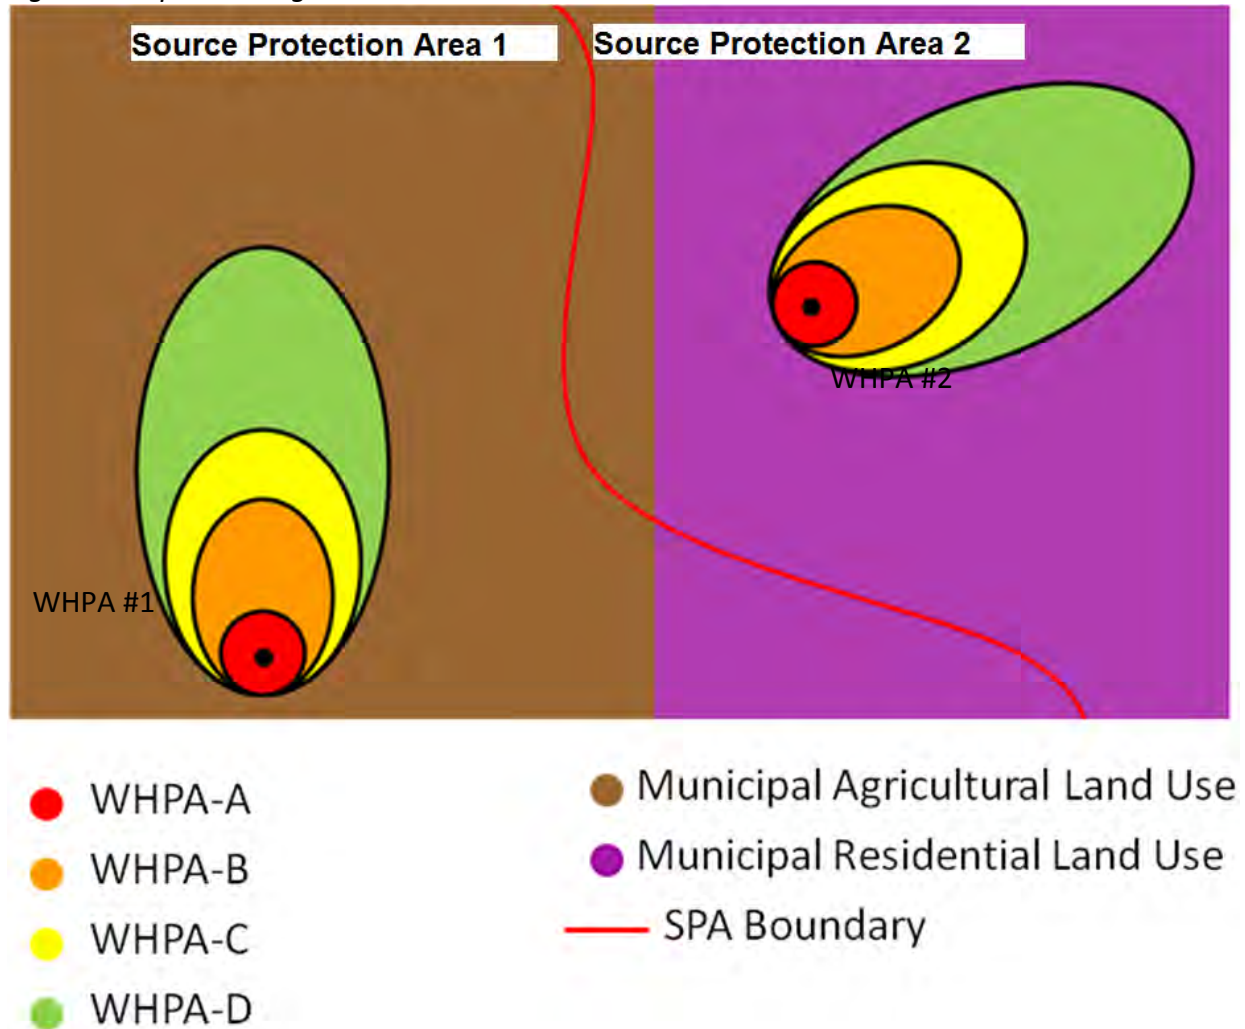 Source Protection Area 1
Source Protection Area 2
WHPA #2
WHPA #1
WHPA-A
WHPA-B
WHPA-C
WHPA-D
Municipal Agricultural Land Use
Municipal Residential Land Use
SPA Boundary